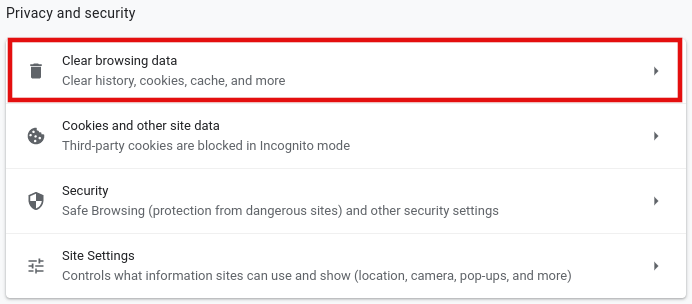 Privacy and security
Clear browsing data
Clear history, cookies, cache, and more
Cookies and other site data
Third-party cookies are blocked in Incognito mode
Security
Safe Browsing (protection from dangerous sites) and other security settings
Site Settings
Controls what information sites can use and show (location, camera, pop-ups, and more)